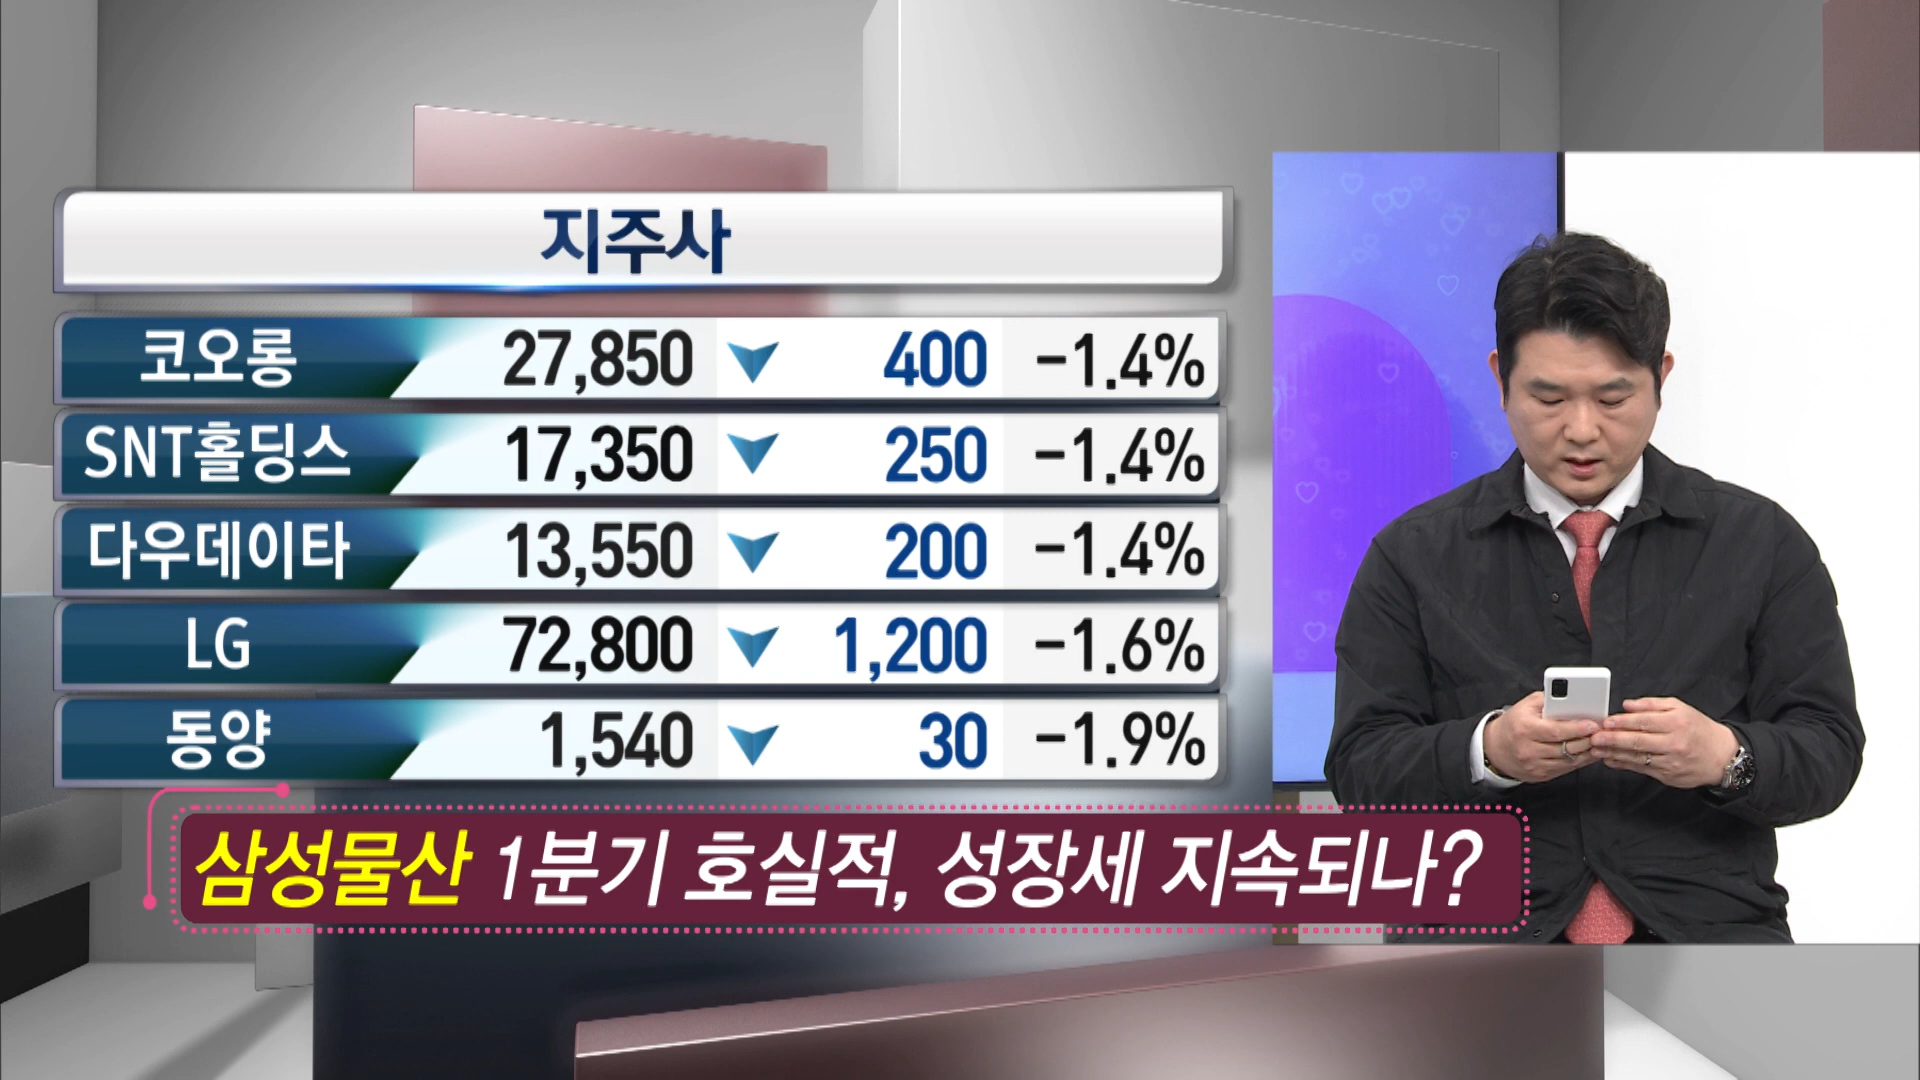 지주사
코오롱 27,850 ▼ 400 -1.4%
SNT홀딩스 17,350 ▼ 250 -1.4%
다우데이타 13,550 ▼ 200 -1.4%
LG 72,800 ▼ 1,200 -1.6%
동양 1,540 ▼ 30 -1.9%
삼성물산 1분기 호실적, 성장세 지속되나?